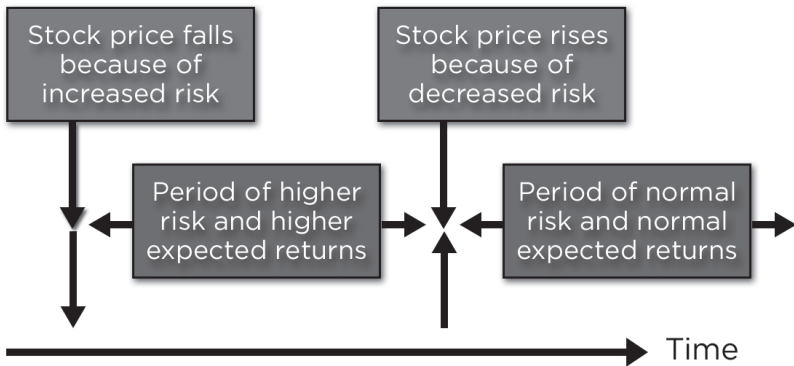 Stock price falls
because of
increased risk
Stock price rises
because of
decreased risk
Period of higher
risk and higher
expected returns
Period of normal
risk and normal
expected returns
Time